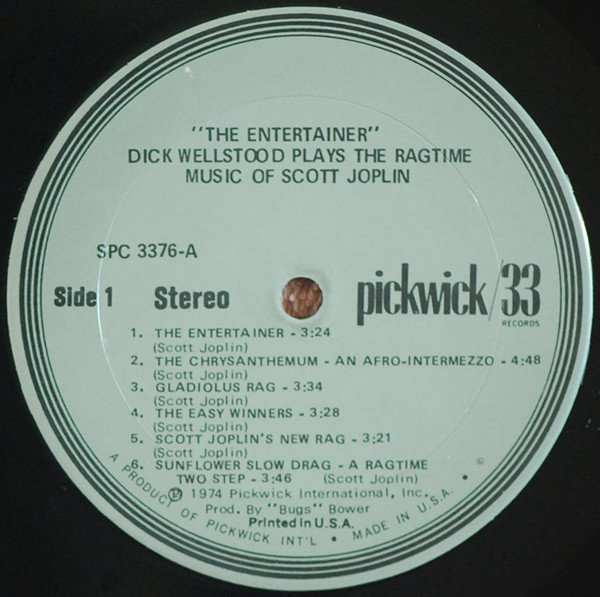 "THE ENTERTAINER"
DICK WELLSTOOD PLAYS THE RAGTIME
MUSIC OF SCOTT JOPLIN
SPC 3376-A
Side 1 Stereo
pickwick/33
RECORDS
1. THE ENTERTAINER - 3:24
(Scott Joplin)
2. THE CHRYSANTHEMUM - AN AFRO-INTERMEZZO - 4:48
(Scott Joplin)
3. GLADIOLUS RAG - 3:34
(Scott Joplin)
4. THE EASY WINNERS - 3:28
(Scott Joplin)
5. SCOTT JOPLIN'S NEW RAG - 3:21
(Scott Joplin)
6. SUNFLOWER SLOW DRAG - A RAGTIME
TWO STEP - 3:46 (Scott Joplin)
℗ 1974 Pickwick International, Inc.
Prod. By "Bugs" Bower
Printed in U.S.A.
A PRODUCT OF PICKWICK INT'L • MADE IN U.S.A. • ©